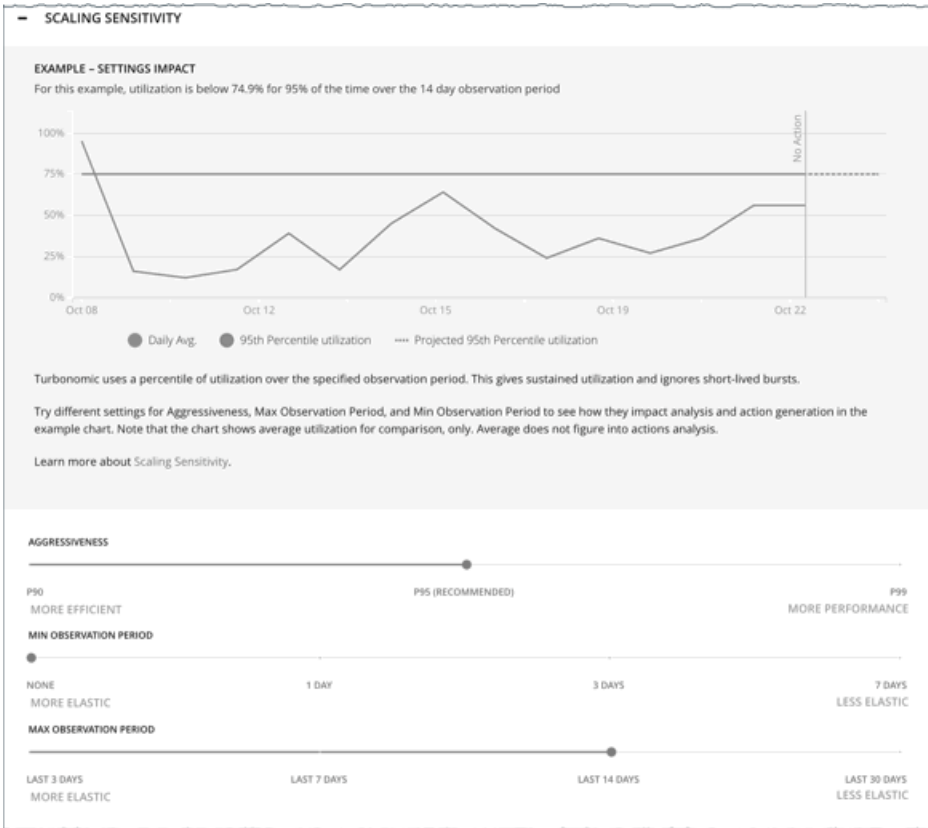 SCALING SENSITIVITY
EXAMPLE – SETTINGS IMPACT
For this example, utilization is below 74.9% for 95% of the time over the 14 day observation period
100%
75%
50%
25%
0%
No Action
Oct 08
Oct 12
Oct 15
Oct 19
Oct 22
Daily Avg.
95th Percentile utilization
Projected 95th Percentile utilization
Turbonomic uses a percentile of utilization over the specified observation period. This gives sustained utilization and ignores short-lived bursts.
Try different settings for Aggressiveness, Max Observation Period, and Min Observation Period to see how they impact analysis and action generation in the
example chart. Note that the chart shows average utilization for comparison, only. Average does not figure into actions analysis.
Learn more about Scaling Sensitivity.
AGGRESSIVENESS
P90
P95 (RECOMMENDED)
P99
MORE EFFICIENT
MORE PERFORMANCE
MIN OBSERVATION PERIOD
NONE
1 DAY
3 DAYS
7 DAYS
MORE ELASTIC
LESS ELASTIC
MAX OBSERVATION PERIOD
LAST 3 DAYS
LAST 7 DAYS
LAST 14 DAYS
LAST 30 DAYS
MORE ELASTIC
LESS ELASTIC